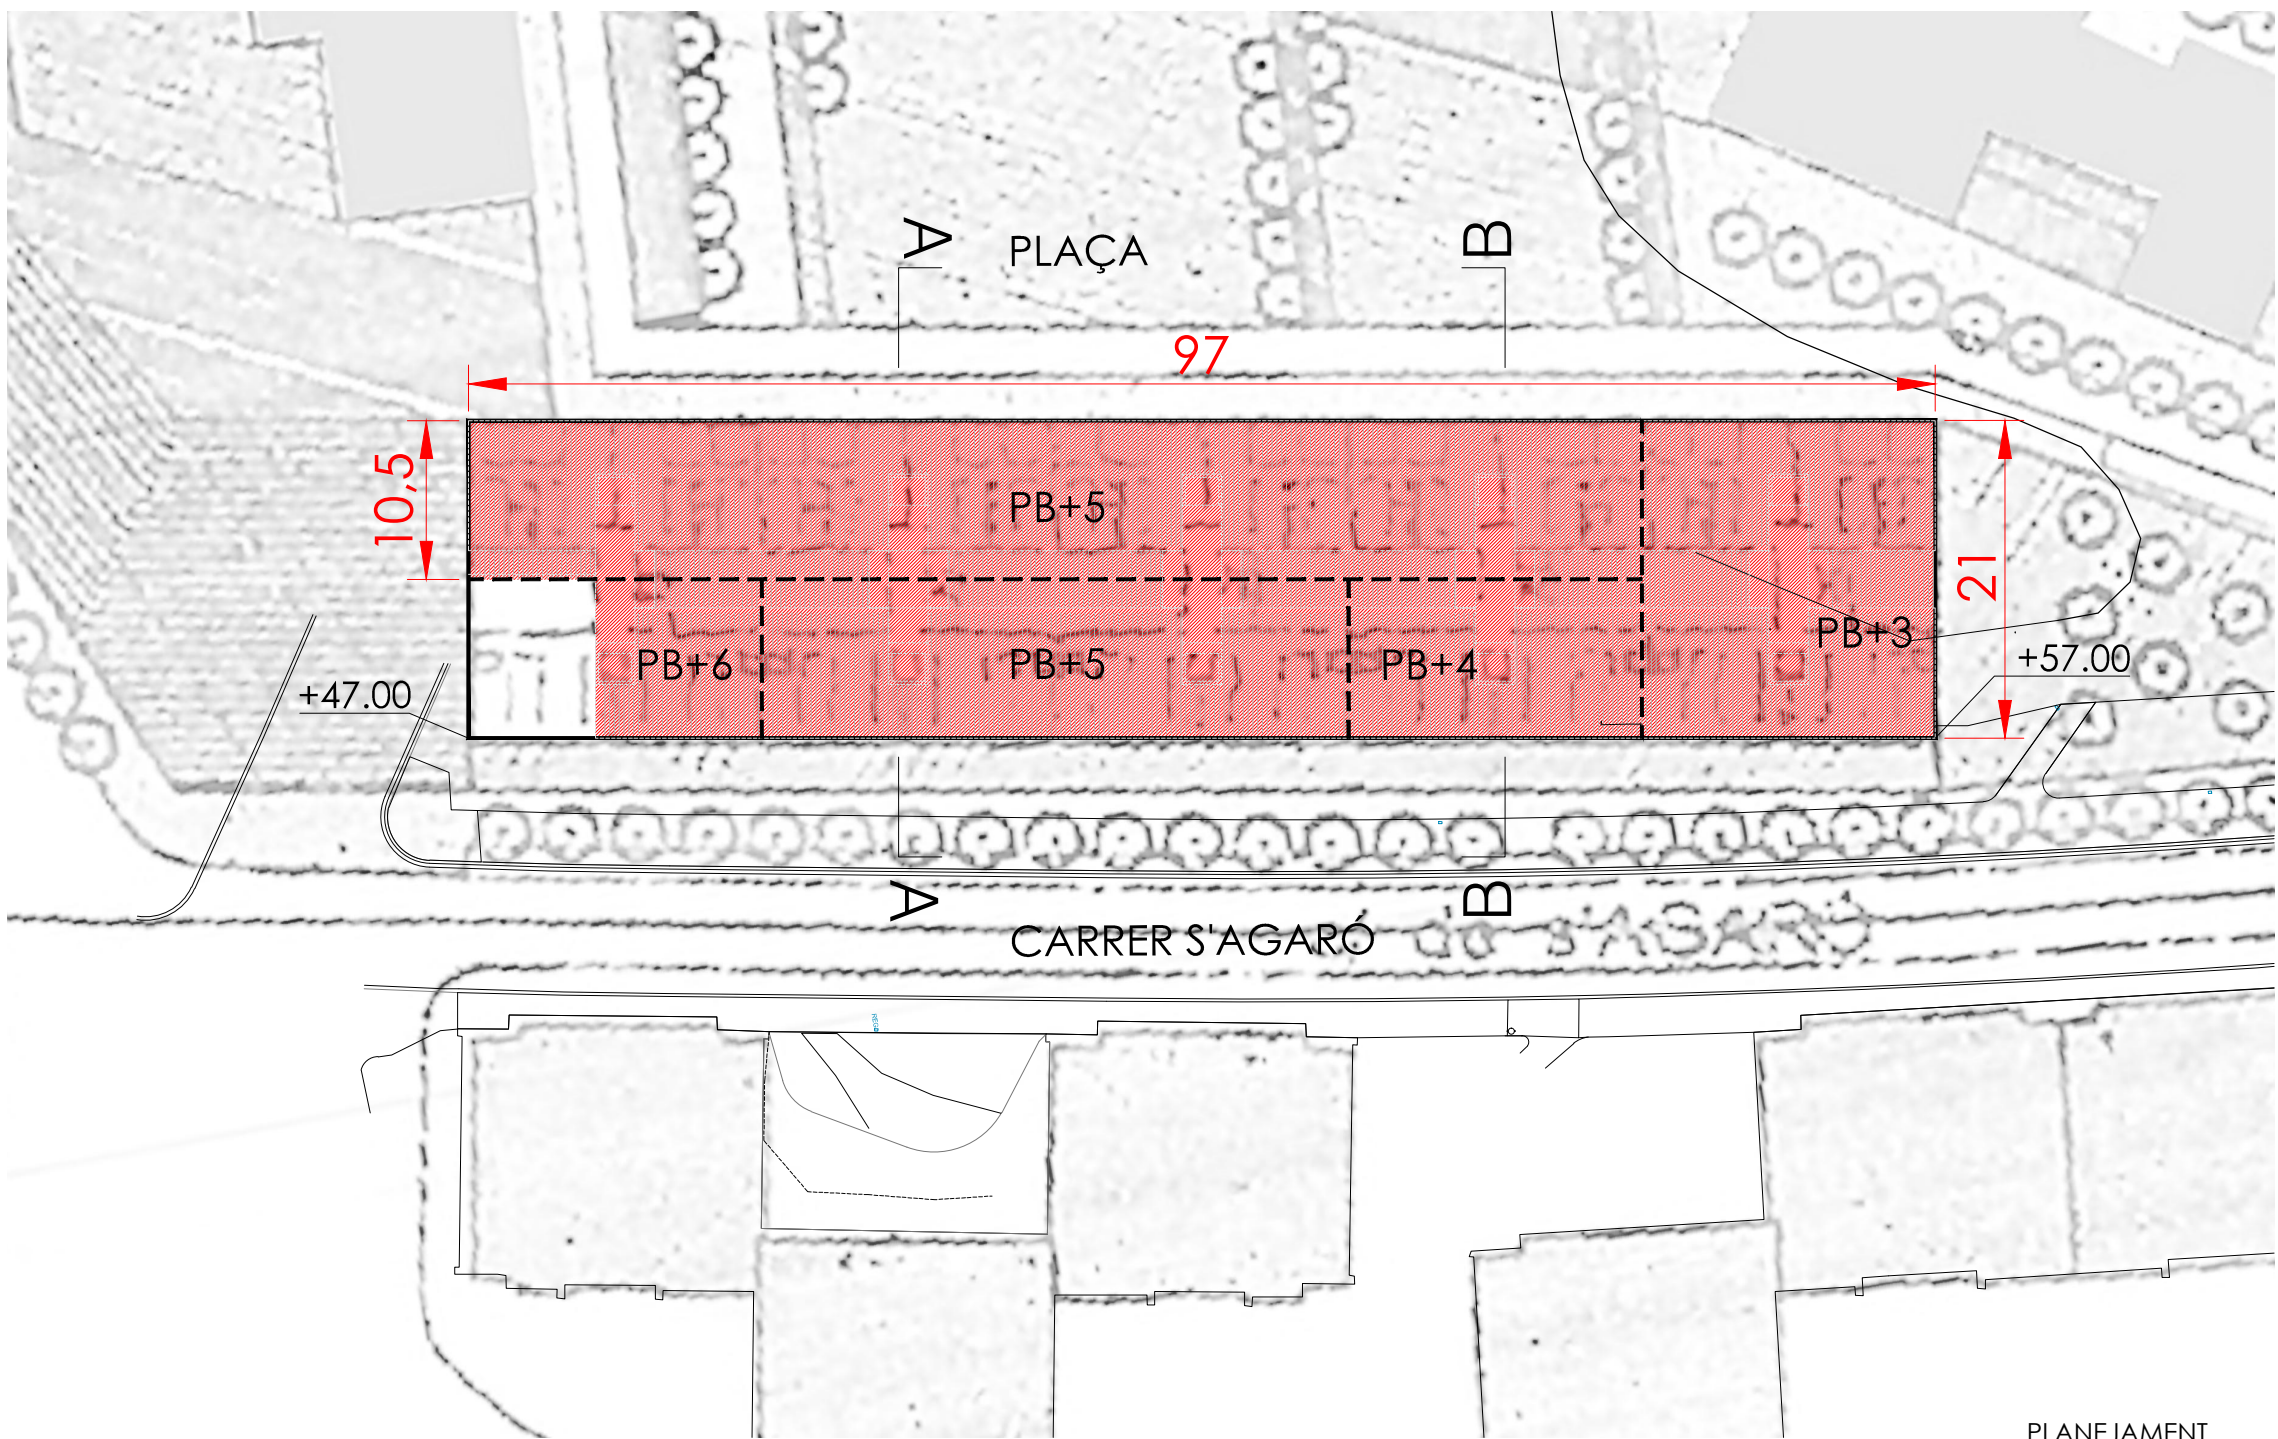 A
PLAÇA
B
97
10,5
PB+5
21
PB+3
PB+6
PB+5
PB+4
+57.00
+47.00
A
B
CARRER S'AGARÓ
S'AGARÓ
PLANEJAMENT